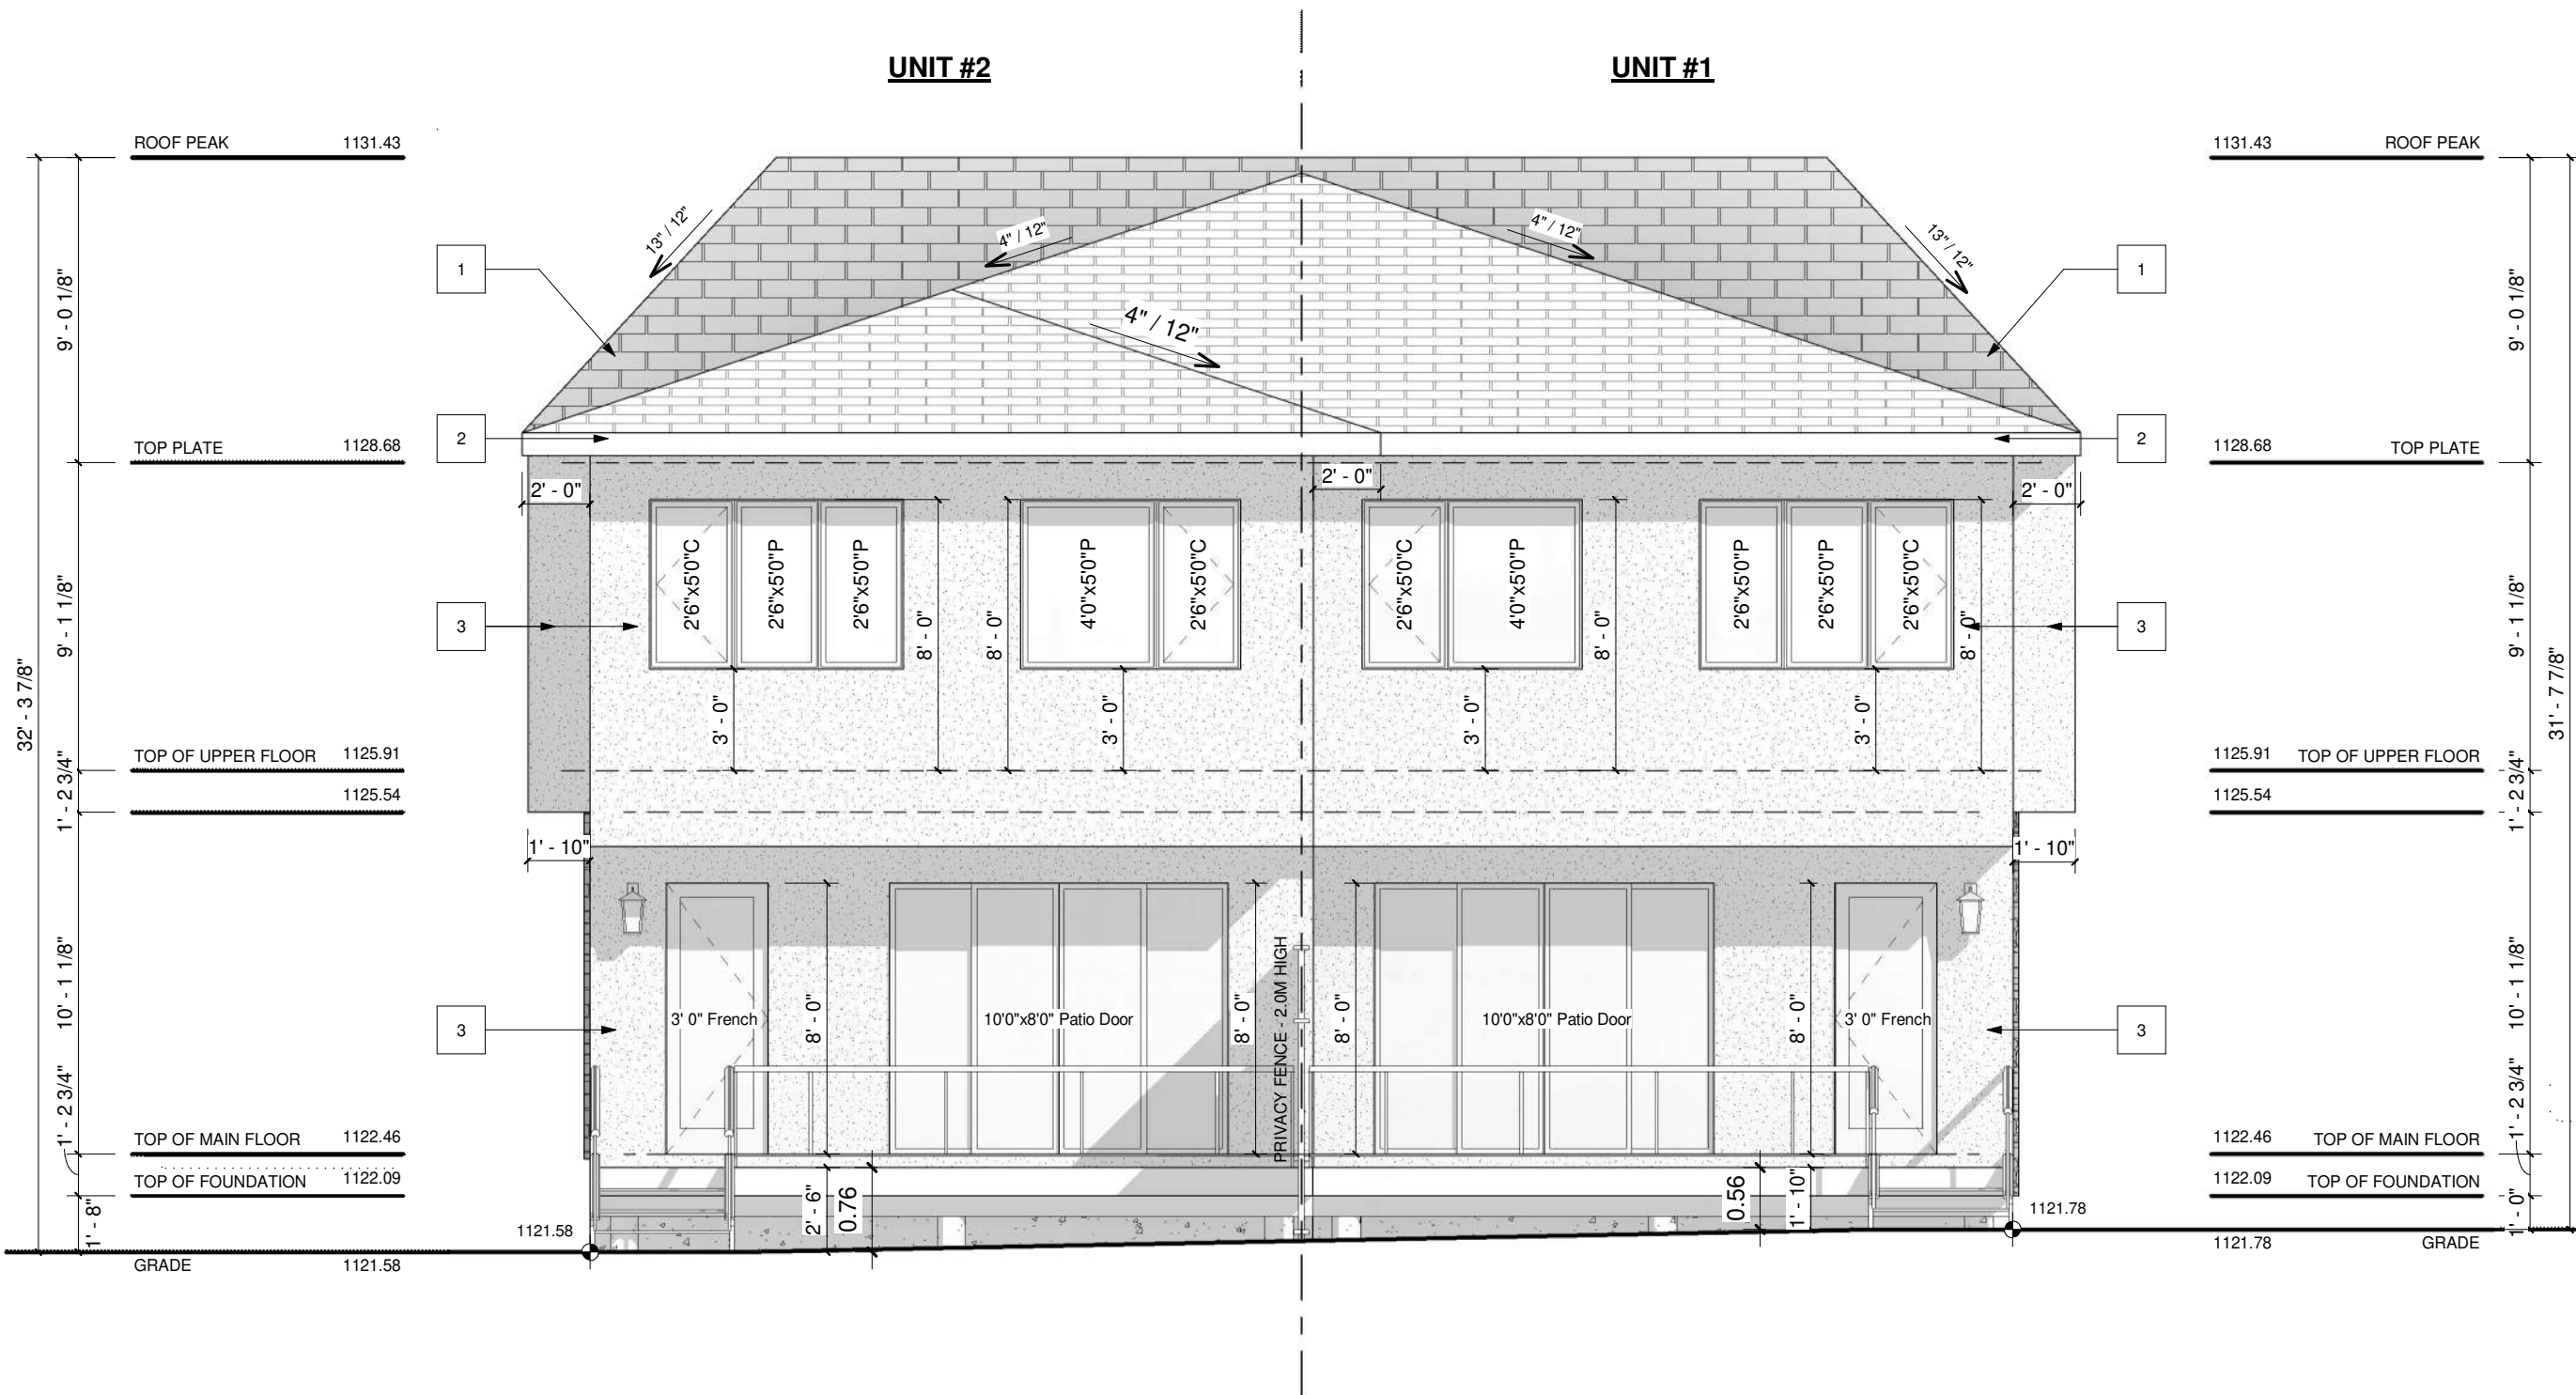 UNIT #2
UNIT #1
ROOF PEAK 1131.43
1131.43 ROOF PEAK
13" / 12"
4" / 12"
4" / 12"
13" / 12"
1
1
9' - 0 1/8"
9' - 0 1/8"
4" / 12"
2
2
TOP PLATE 1128.68
1128.68 TOP PLATE
2' - 0"
2' - 0"
2' - 0"
2'6"x5'0"C
2'6"x5'0"P
2'6"x5'0"P
4'0"x5'0"P
2'6"x5'0"C
2'6"x5'0"C
4'0"x5'0"P
2'6"x5'0"P
2'6"x5'0"P
2'6"x5'0"C
9' - 1 1/8"
9' - 1 1/8"
3
3
8' - 0"
8' - 0"
8' - 0"
8' - 0"
32' - 3 7/8"
31' - 7 7/8"
3' - 0"
3' - 0"
3' - 0"
3' - 0"
TOP OF UPPER FLOOR 1125.91
1125.91 TOP OF UPPER FLOOR
1' - 2 3/4"
1' - 2 3/4"
1125.54
1125.54
1' - 10"
1' - 10"
10' - 1 1/8"
10' - 1 1/8"
3
3
3' 0" French
8' - 0"
10'0"x8'0" Patio Door
8' - 0"
PRIVACY FENCE - 2.0M HIGH
8' - 0"
10'0"x8'0" Patio Door
8' - 0"
3' 0" French
1' - 2 3/4"
1' - 2 3/4"
TOP OF MAIN FLOOR 1122.46
1122.46 TOP OF MAIN FLOOR
TOP OF FOUNDATION 1122.09
1122.09 TOP OF FOUNDATION
2' - 6"
0.76
0.56
1' - 10"
1' - 8"
1' - 0"
1121.58
1121.78
GRADE 1121.58
1121.78 GRADE